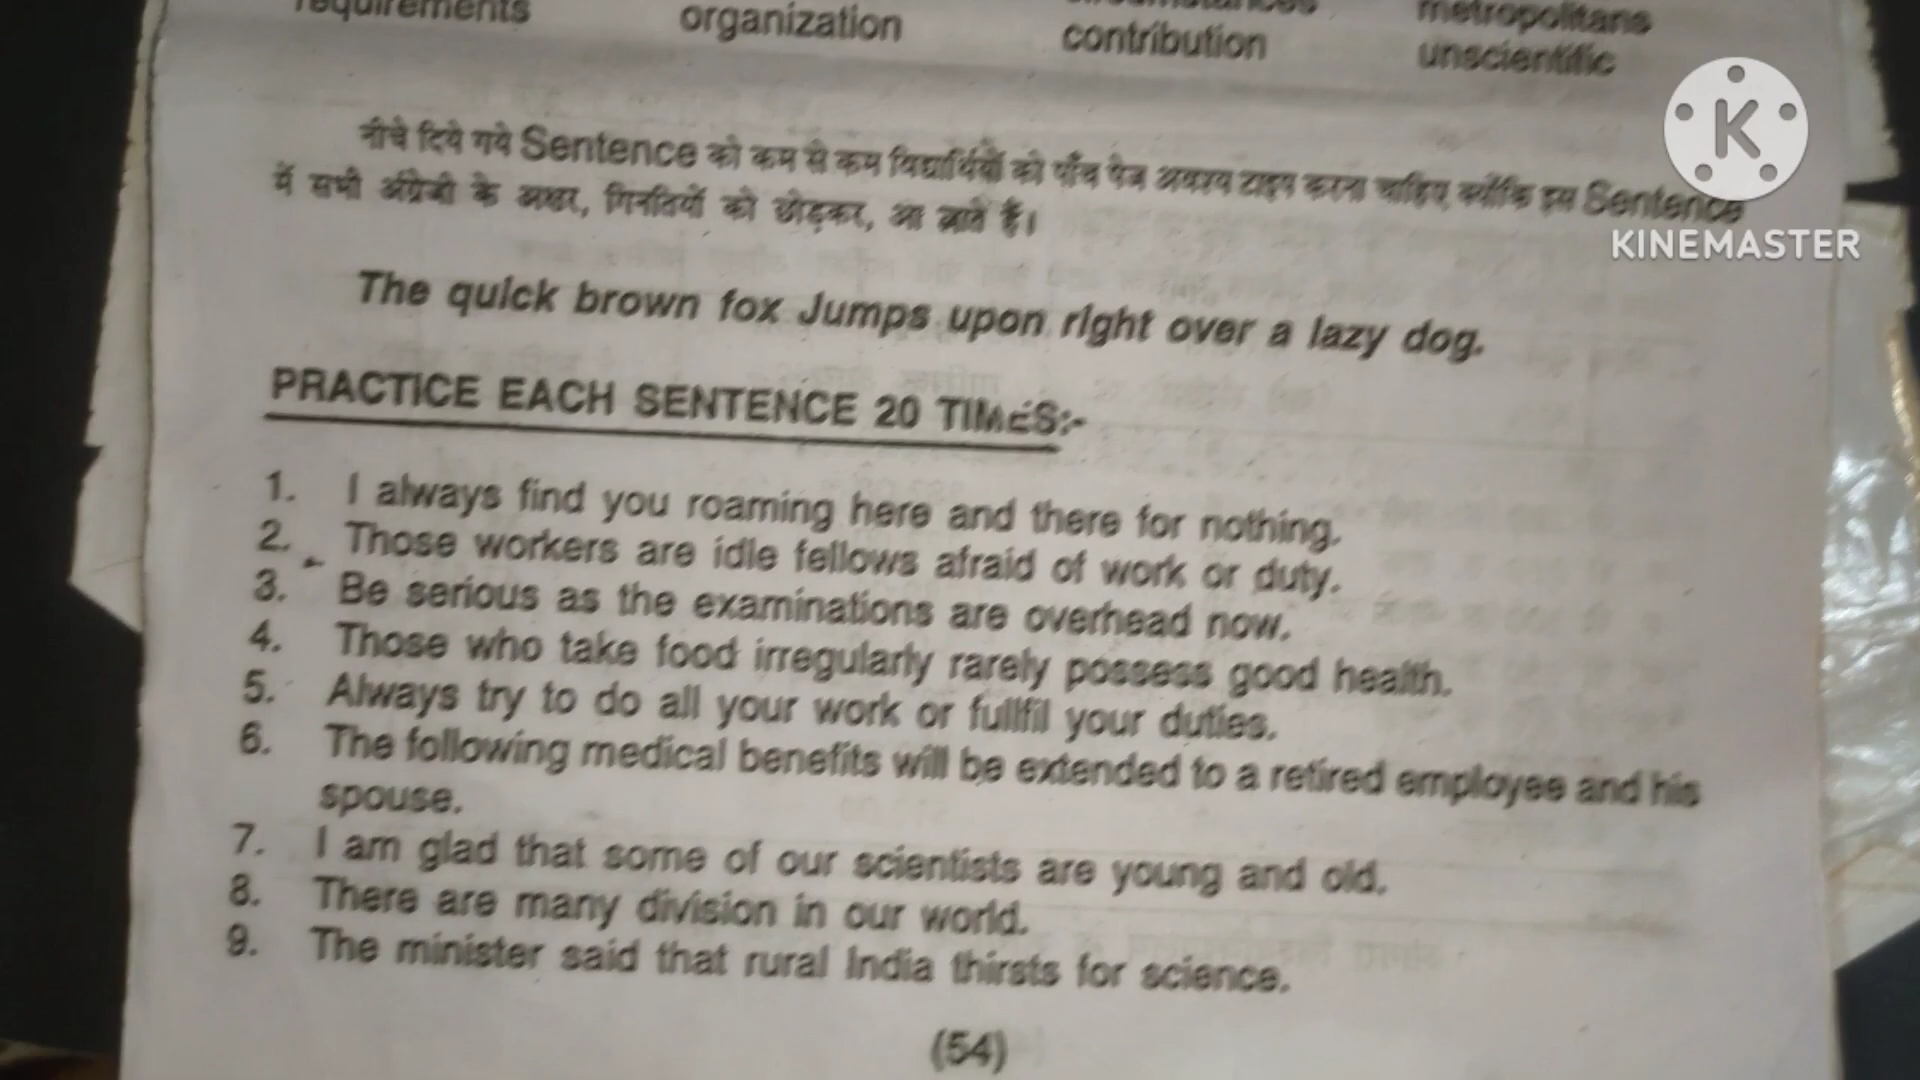 requirements organization circumstances metropolitans
contribution unscientific
नीचे दिये गये Sentence को कम से कम विद्यार्थियों को पाँच पेज अवश्य टाइप करना चाहिए क्योंकि इस Sentence
में सभी अंग्रेजी के अक्षर, गिनतियों को छोड़कर, आ जाते हैं।
The quick brown fox Jumps upon right over a lazy dog.
PRACTICE EACH SENTENCE 20 TIMES:-
1. I always find you roaming here and there for nothing.
2. Those workers are idle fellows afraid of work or duty.
3. Be serious as the examinations are overhead now.
4. Those who take food irregularly rarely possess good health.
5. Always try to do all your work or fullfil your duties.
6. The following medical benefits will be extended to a retired employee and his
spouse.
7. I am glad that some of our scientists are young and old.
8. There are many division in our world.
9. The minister said that rural India thirsts for science.
(54)
K
KINEMASTER